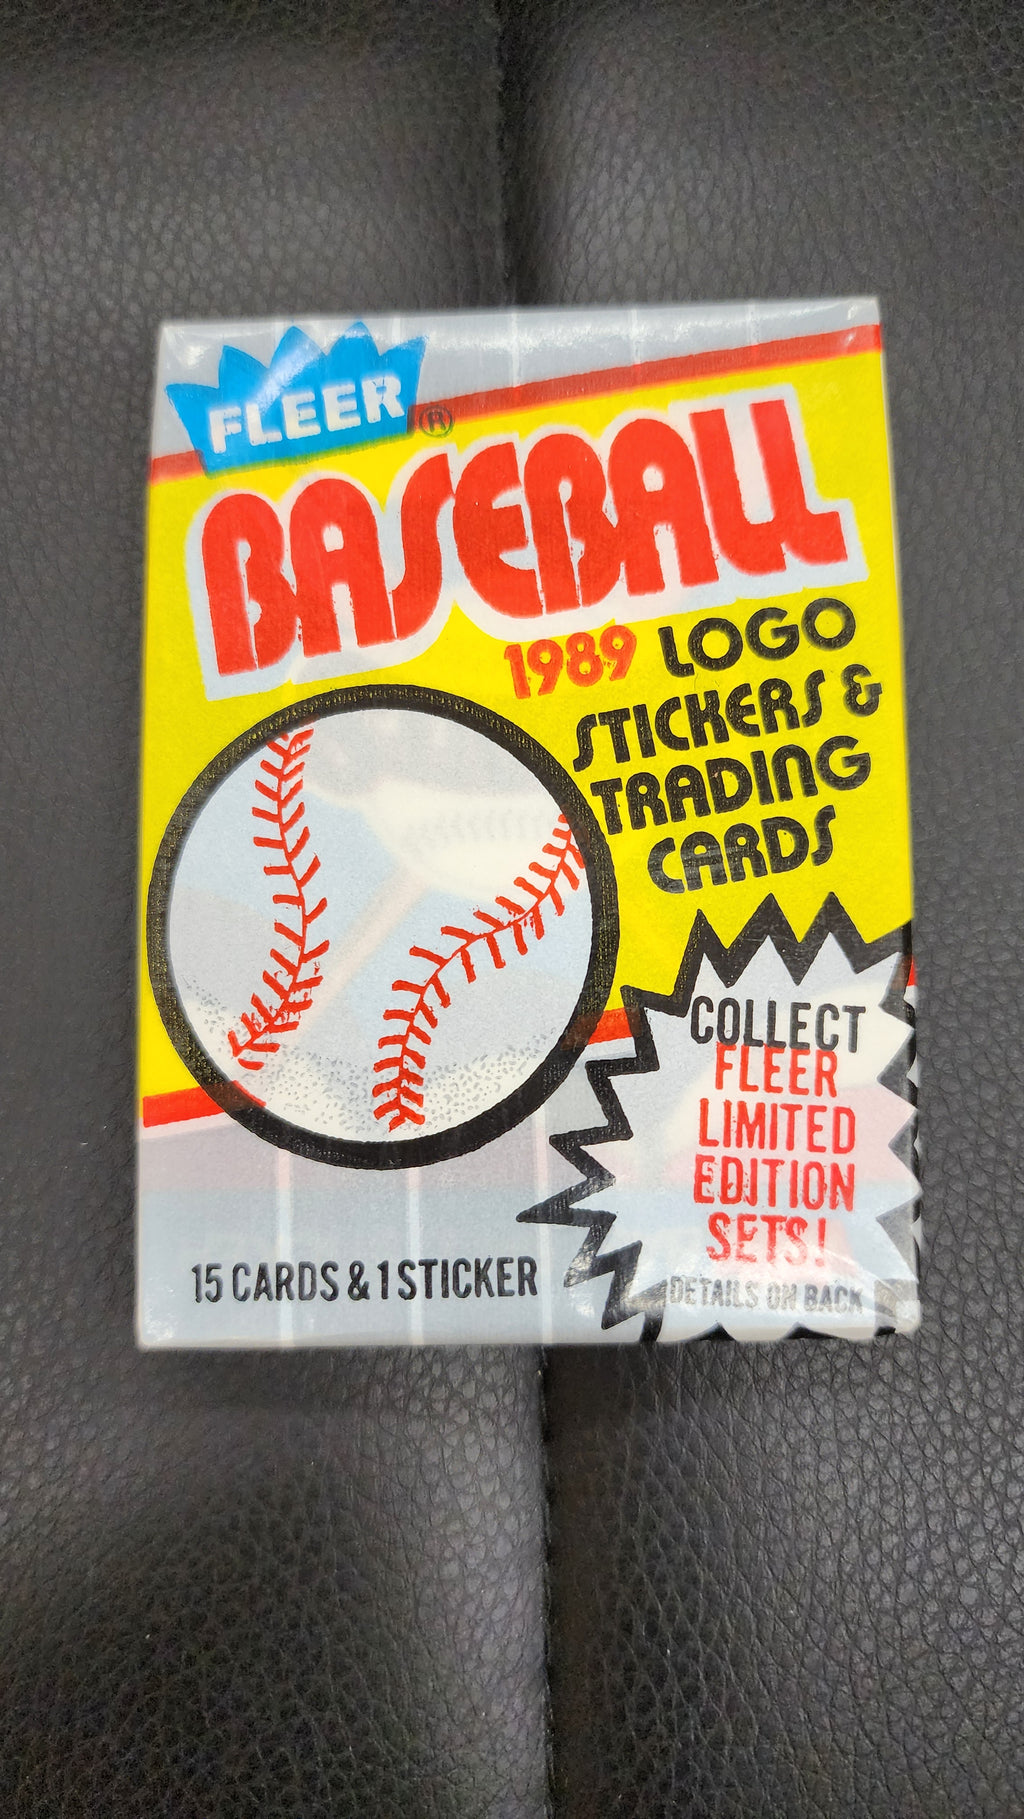 FLEER®
BASEBALL
1989 LOGO
STICKERS &
TRADING
CARDS
COLLECT
FLEER
LIMITED
EDITION
SETS!
DETAILS ON BACK
15 CARDS & 1 STICKER